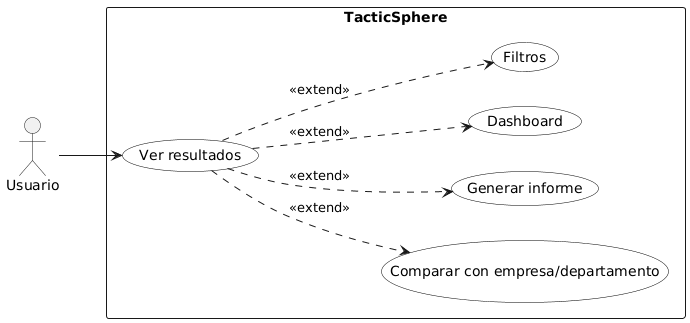 TacticSphere
Filtros
«extend»
Dashboard
«extend»
Ver resultados
Usuario
«extend»
Generar informe
«extend»
Comparar con empresa/departamento